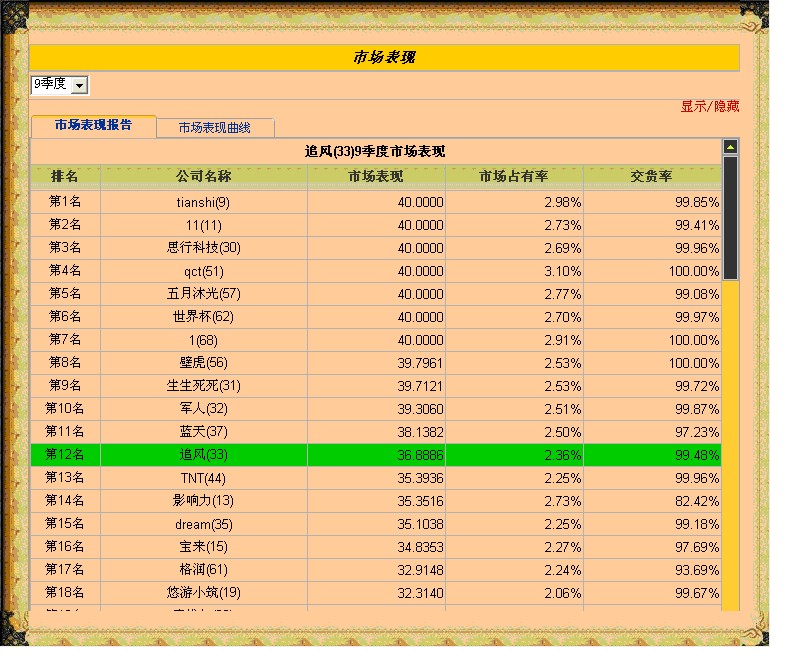 市场表现
9季度
显示/隐藏
市场表现报告 市场表现曲线
追风(33)9季度市场表现
排名 公司名称 市场表现 市场占有率 交货率
第1名 tianshi(9) 40.0000 2.98% 99.85%
第2名 11(11) 40.0000 2.73% 99.41%
第3名 思行科技(30) 40.0000 2.69% 99.96%
第4名 qct(51) 40.0000 3.10% 100.00%
第5名 五月沐光(57) 40.0000 2.77% 99.08%
第6名 世界杯(62) 40.0000 2.70% 99.97%
第7名 1(68) 40.0000 2.91% 100.00%
第8名 壁虎(56) 39.7961 2.53% 100.00%
第9名 生生死死(31) 39.7121 2.53% 99.72%
第10名 军人(32) 39.3060 2.51% 99.87%
第11名 蓝天(37) 38.1382 2.50% 97.23%
第12名 追风(33) 36.8886 2.36% 99.48%
第13名 TNT(44) 35.3936 2.25% 99.96%
第14名 影响力(13) 35.3516 2.73% 82.42%
第15名 dream(35) 35.1038 2.25% 99.18%
第16名 宝来(15) 34.8353 2.27% 97.69%
第17名 格润(61) 32.9148 2.24% 93.69%
第18名 悠游小筑(19) 32.3140 2.06% 99.67%